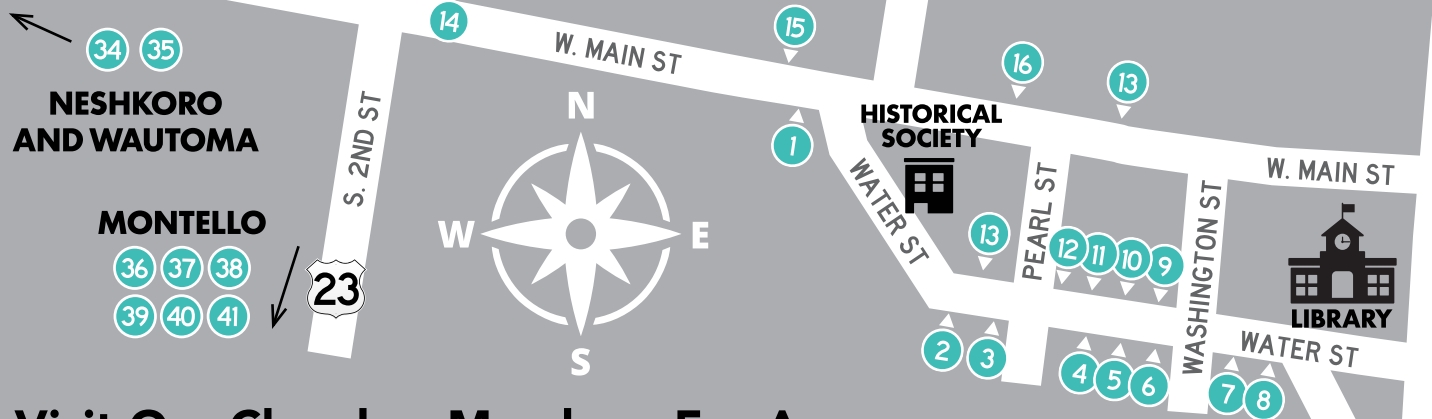 14
15
34 35
W. MAIN ST
16
13
NESHKORO
AND WAUTOMA
N
HISTORICAL
SOCIETY
1
S. 2ND ST
WATER ST
PEARL ST
W. MAIN ST
MONTELLO
W
E
13
12 11 10 9
WASHINGTON ST
36 37 38
23
39 40 41
LIBRARY
S
2 3
4 5 6
WATER ST
7 8